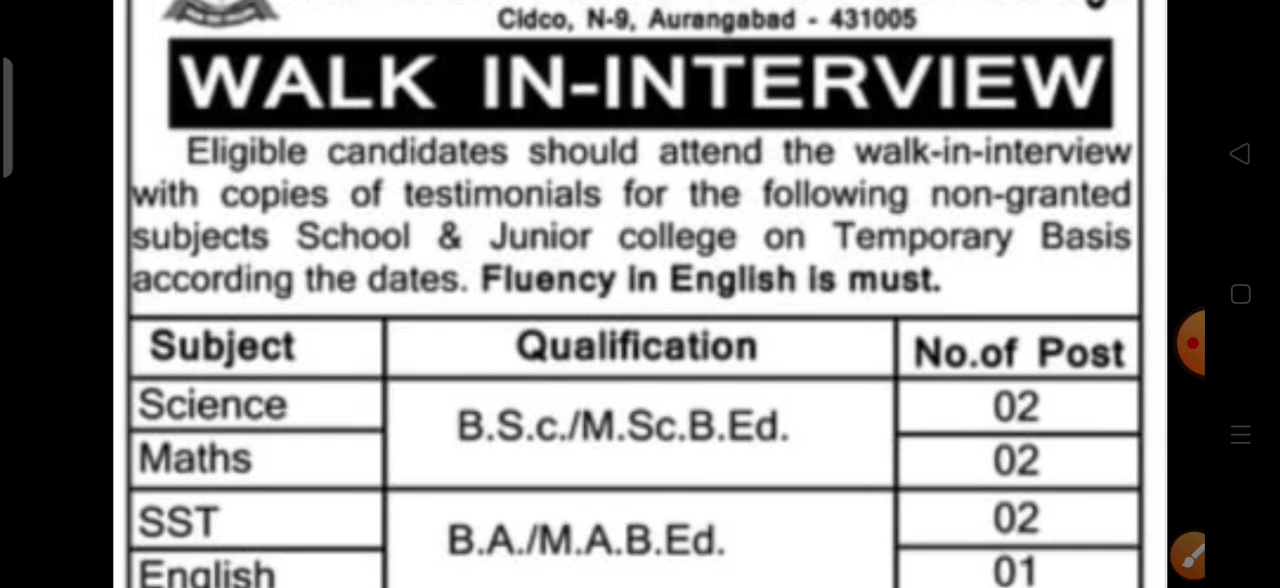 Cidco, N-9, Aurangabad - 431005
WALK IN-INTERVIEW
Eligible candidates should attend the walk-in-interview
with copies of testimonials for the following non-granted
subjects School & Junior college on Temporary Basis
according the dates. Fluency in English is must.
Subject Qualification No.of Post
Science B.S.c./M.Sc.B.Ed. 02
Maths 02
SST B.A./M.A.B.Ed. 02
English 01